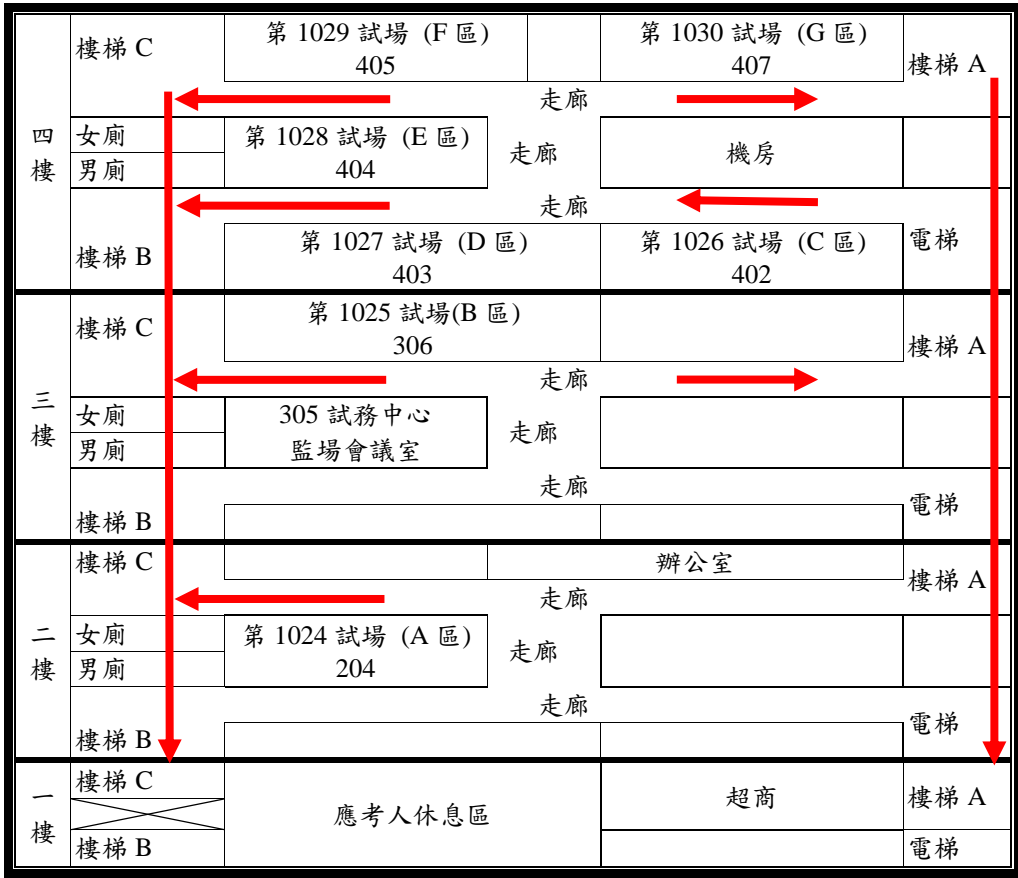 四樓
樓梯 C
第 1029 試場 (F 區)
405
第 1030 試場 (G 區)
407
樓梯 A
走廊
女廁
男廁
第 1028 試場 (E 區)
404
走廊
機房
走廊
樓梯 B
第 1027 試場 (D 區)
403
第 1026 試場 (C 區)
402
電梯
三樓
樓梯 C
第 1025 試場(B 區)
306
樓梯 A
走廊
女廁
男廁
305 試務中心
監場會議室
走廊
走廊
樓梯 B
電梯
二樓
樓梯 C
辦公室
樓梯 A
走廊
女廁
男廁
第 1024 試場 (A 區)
204
走廊
走廊
樓梯 B
電梯
一樓
樓梯 C
樓梯 B
應考人休息區
超商
樓梯 A
電梯